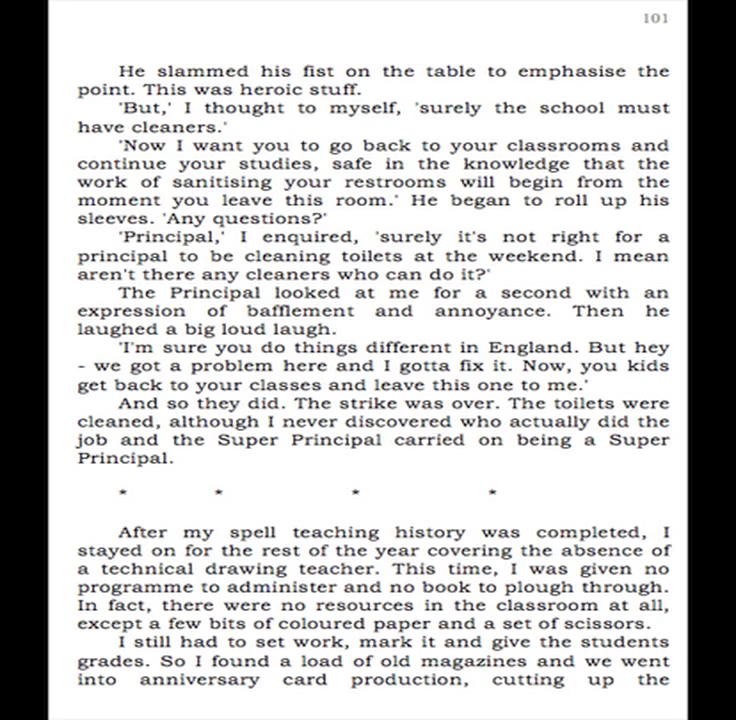 101
He slammed his fist on the table to emphasise the
point. This was heroic stuff.
'But,' I thought to myself, 'surely the school must
have cleaners.'
'Now I want you to go back to your classrooms and
continue your studies, safe in the knowledge that the
work of sanitising your restrooms will begin from the
moment you leave this room.' He began to roll up his
sleeves. 'Any questions?'
'Principal,' I enquired, 'surely it's not right for a
principal to be cleaning toilets at the weekend. I mean
aren't there any cleaners who can do it?'
The Principal looked at me for a second with an
expression of bafflement and annoyance. Then he
laughed a big loud laugh.
'I'm sure you do things different in England. But hey
- we got a problem here and I gotta fix it. Now, you kids
get back to your classes and leave this one to me.'
And so they did. The strike was over. The toilets were
cleaned, although I never discovered who actually did the
job and the Super Principal carried on being a Super
Principal.
* * * *
After my spell teaching history was completed, I
stayed on for the rest of the year covering the absence of
a technical drawing teacher. This time, I was given no
programme to administer and no book to plough through.
In fact, there were no resources in the classroom at all,
except a few bits of coloured paper and a set of scissors.
I still had to set work, mark it and give the students
grades. So I found a load of old magazines and we went
into anniversary card production, cutting up the